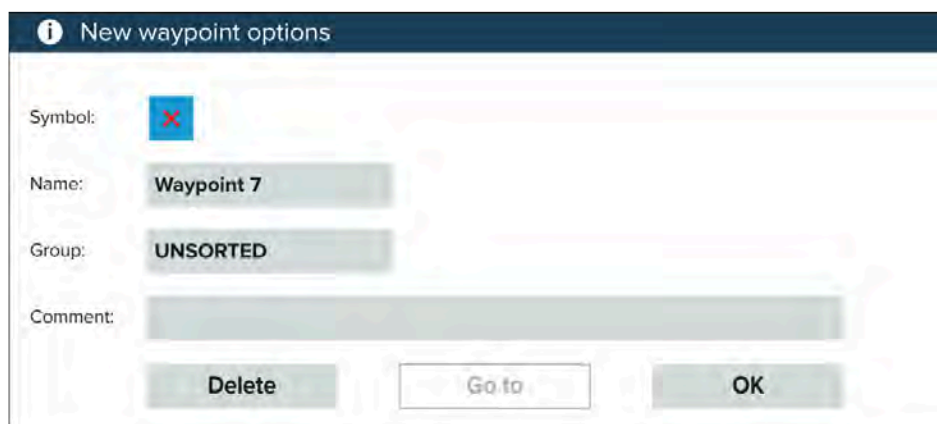 New waypoint options
Symbol:
Name: Waypoint 7
Group: UNSORTED
Comment:
Delete Go to OK